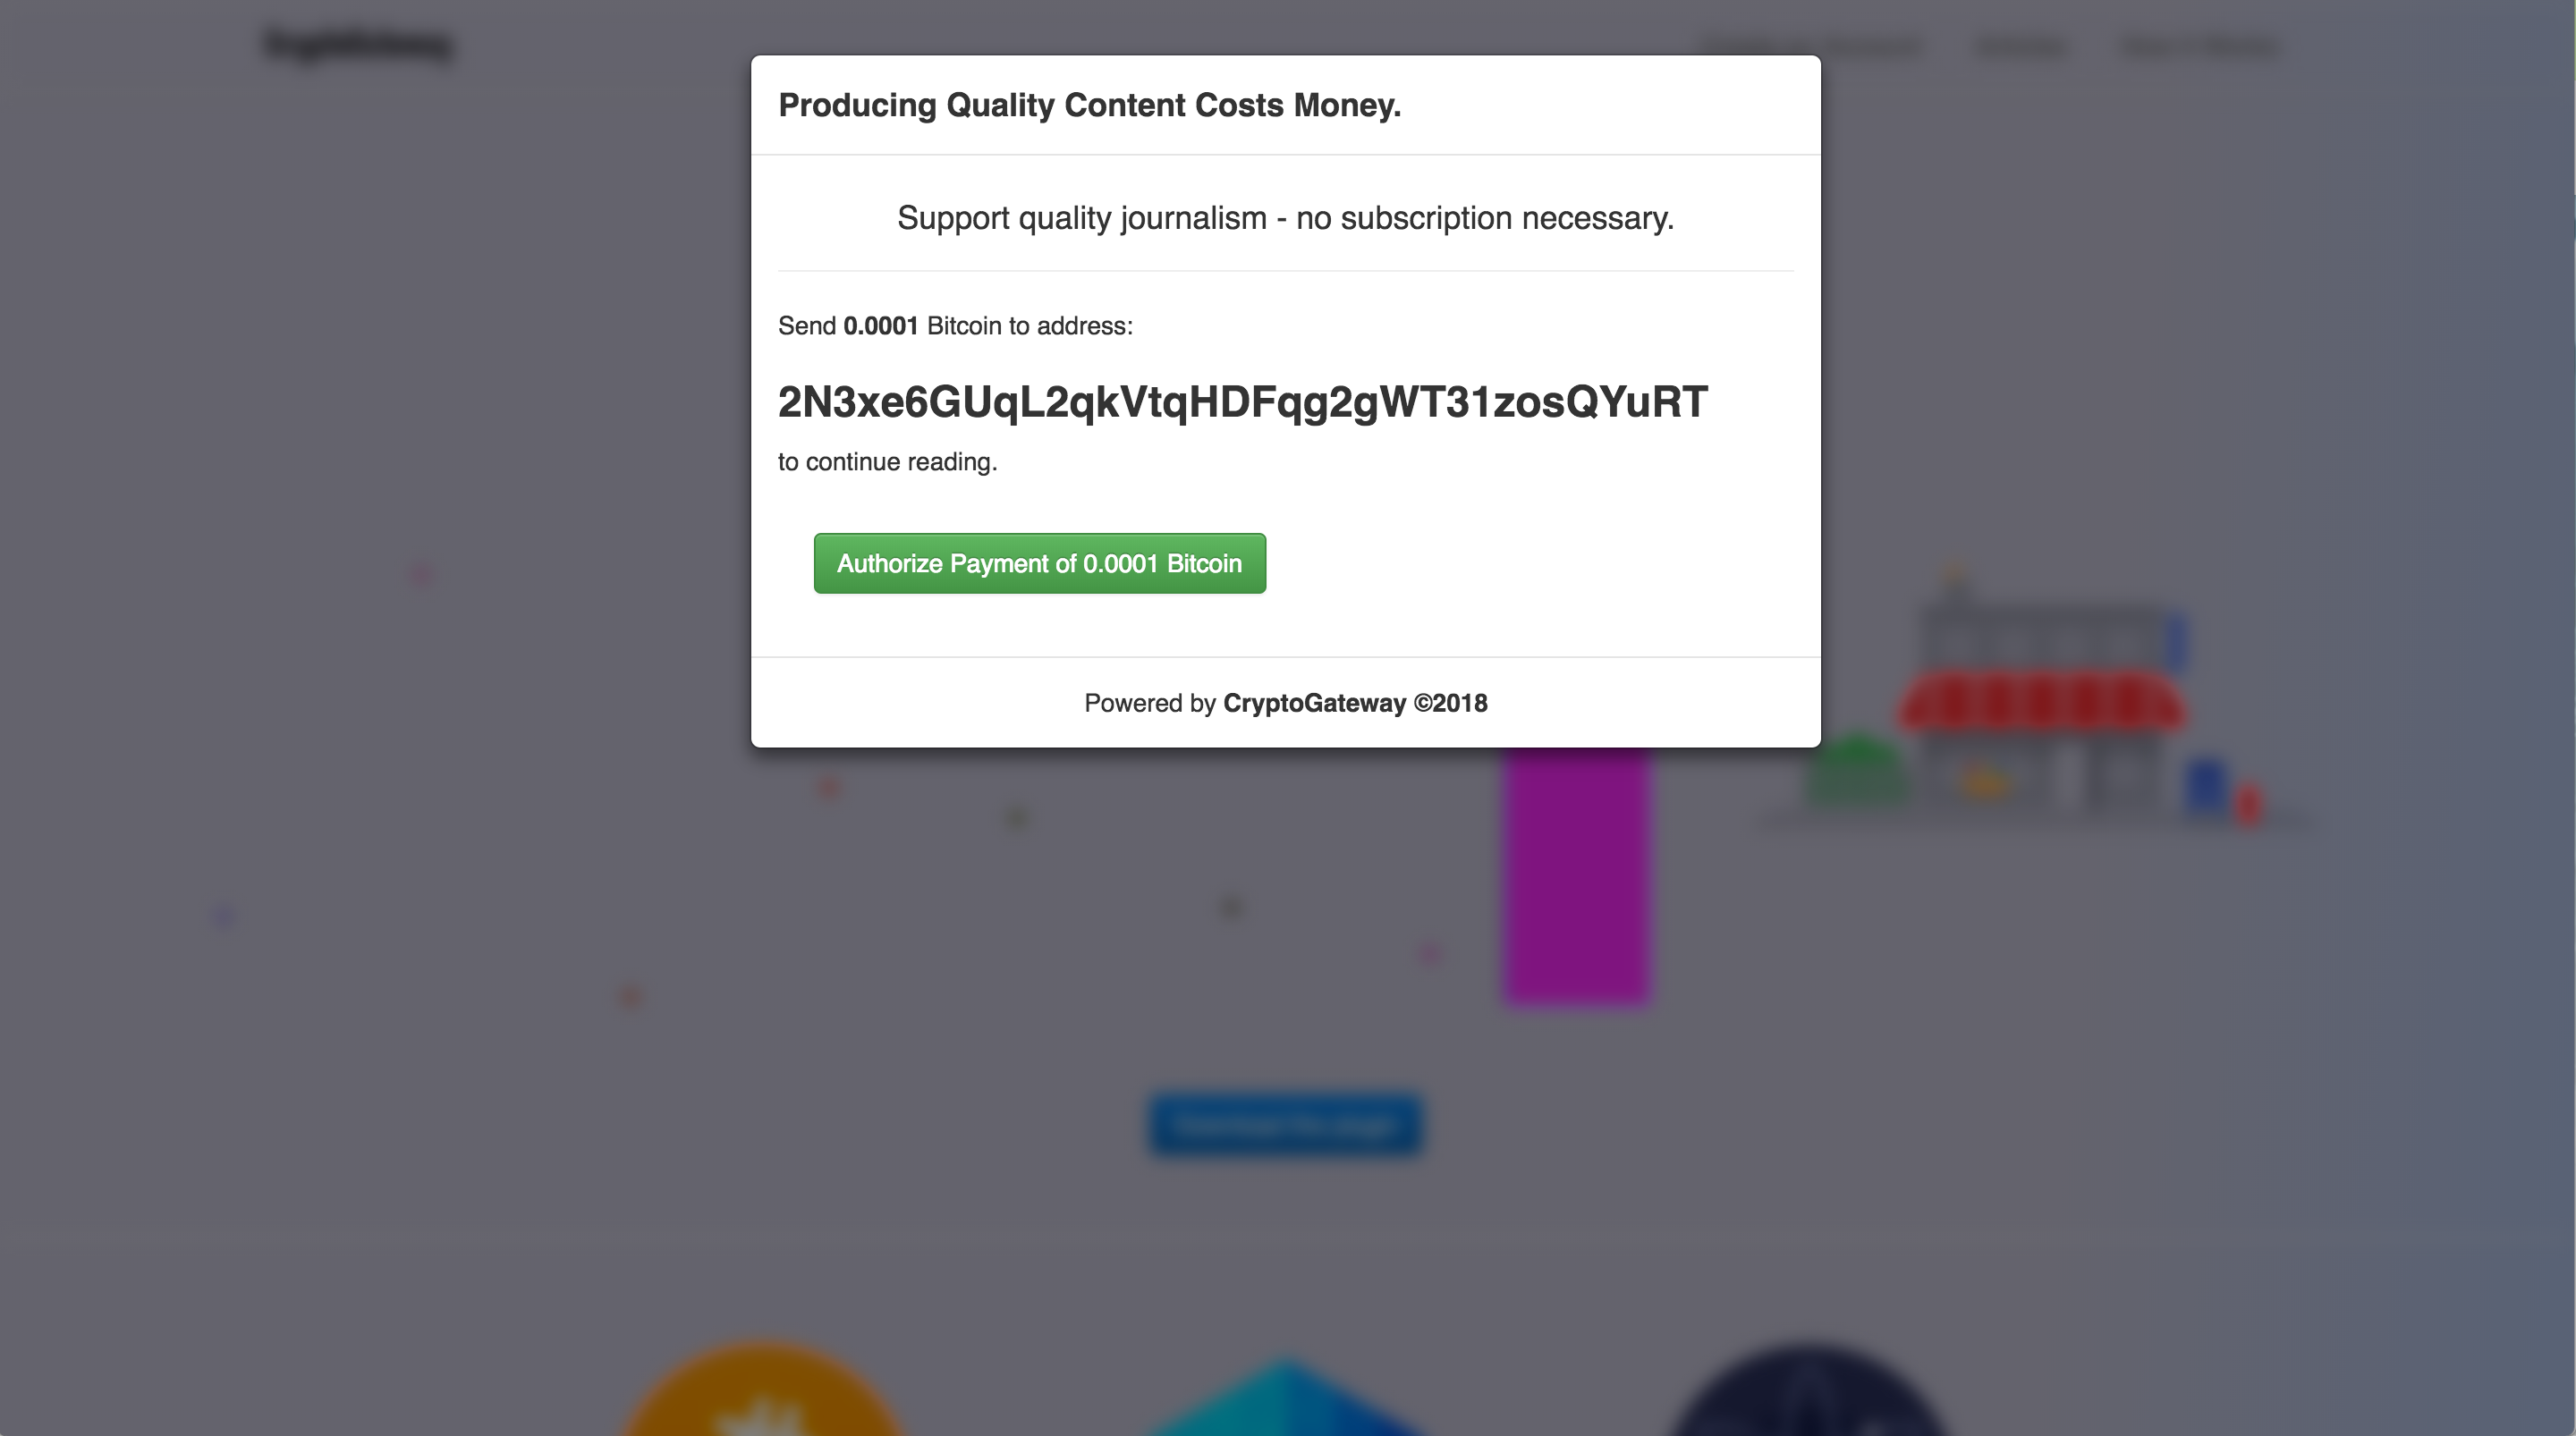 Producing Quality Content Costs Money.
Support quality journalism - no subscription necessary.
Send 0.0001 Bitcoin to address:
2N3xe6GUqL2qkVtqHDFqg2gWT31zosQYuRT
to continue reading.
Authorize Payment of 0.0001 Bitcoin
Powered by CryptoGateway ©2018